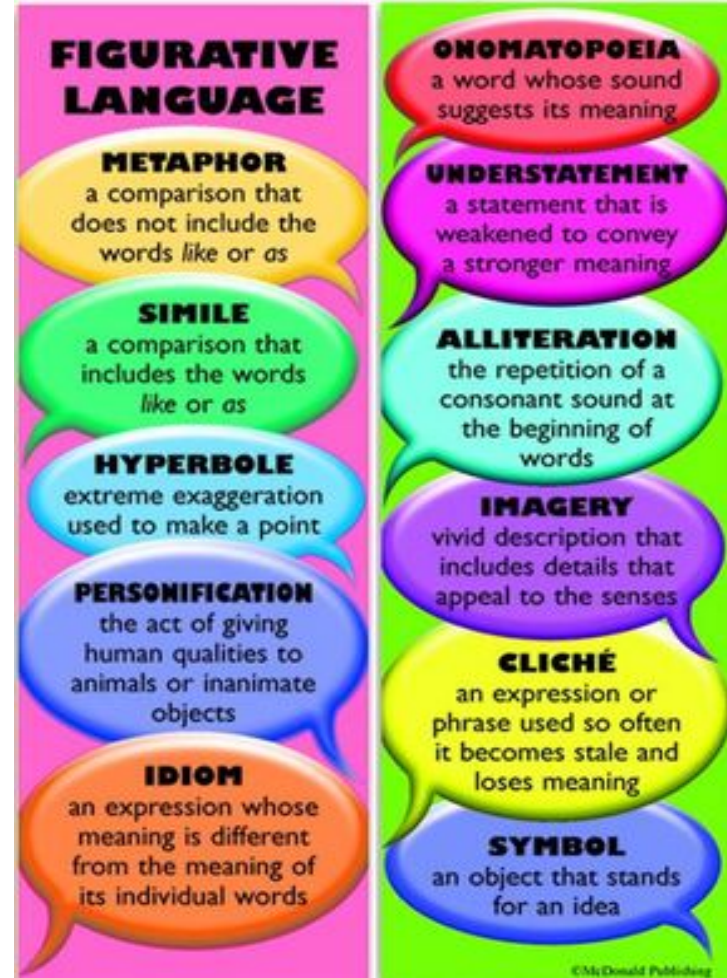 FIGURATIVE
LANGUAGE
METAPHOR
a comparison that
does not include the
words like or as
SIMILE
a comparison that
includes the words
like or as
HYPERBOLE
extreme exaggeration
used to make a point
PERSONIFICATION
the act of giving
human qualities to
animals or inanimate
objects
IDIOM
an expression whose
meaning is different
from the meaning of
its individual words
ONOMATOPOEIA
a word whose sound
suggests its meaning
UNDERSTATEMENT
a statement that is
weakened to convey
a stronger meaning
ALLITERATION
the repetition of a
consonant sound at
the beginning of
words
IMAGERY
vivid description that
includes details that
appeal to the senses
CLICHÉ
an expression or
phrase used so often
it becomes stale and
loses meaning
SYMBOL
an object that stands
for an idea
©McDonald Publishing